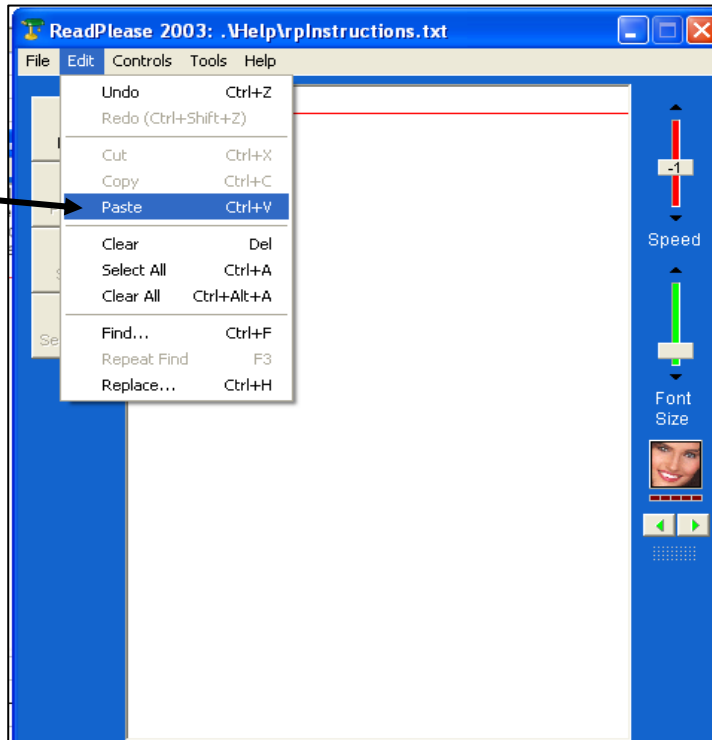 ReadPlease 2003: .\Help\rpInstructions.txt
File Edit Controls Tools Help
Undo Ctrl+Z
Redo (Ctrl+Shift+Z)
Cut Ctrl+X
Copy Ctrl+C
Paste Ctrl+V
Clear Del
Select All Ctrl+A
Clear All Ctrl+Alt+A
Find... Ctrl+F
Repeat Find F3
Replace... Ctrl+H
-1
Speed
Font
Size